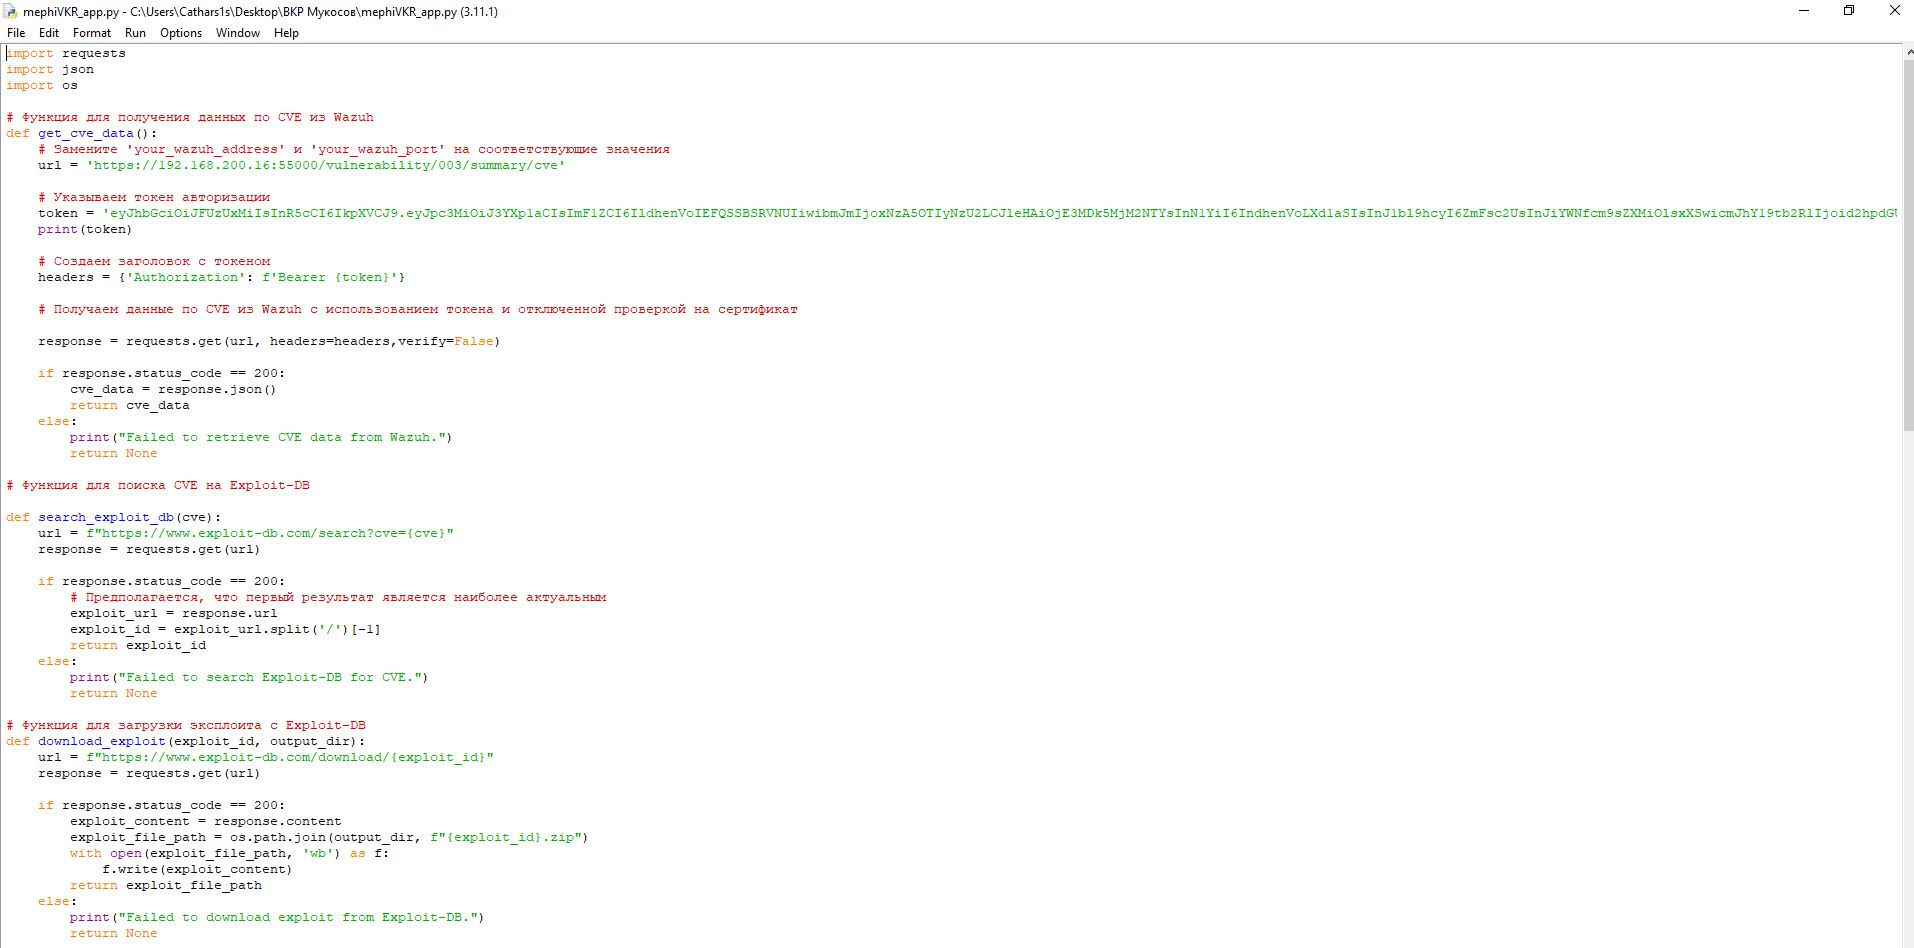 mephiVKR_app.py - C:\Users\Cathars1s\Desktop\ВКР Мукосов\mephiVKR_app.py (3.11.1)
File Edit Format Run Options Window Help
import requests
import json
import os
# Функция для получения данных по CVE из Wazuh
def get_cve_data():
# Замените 'your_wazuh_address' и 'your_wazuh_port' на соответствующие значения
url = 'https://192.168.200.16:55000/vulnerability/003/summary/cve'
# Указываем токен авторизации
token =
print(token)
# Создаем заголовок с токеном
headers = {'Authorization': f'Bearer {token}'}
# Получаем данные по CVE из Wazuh с использованием токена и отключенной проверкой на сертификат
response = requests.get(url, headers=headers,verify=False)
if response.status_code == 200:
cve_data = response.json()
return cve_data
else:
print("Failed to retrieve CVE data from Wazuh.")
return None
# Функция для поиска CVE на Exploit-DB
def search_exploit_db(cve):
url = f"https://www.exploit-db.com/search?cve={cve}"
response = requests.get(url)
if response.status_code == 200:
# Предполагается, что первый результат является наиболее актуальным
exploit_url = response.url
exploit_id = exploit_url.split('/')[-1]
return exploit_id
else:
print("Failed to search Exploit-DB for CVE.")
return None
# Функция для загрузки эксплоита с Exploit-DB
def download_exploit(exploit_id, output_dir):
url = f"https://www.exploit-db.com/download/{exploit_id}"
response = requests.get(url)
if response.status_code == 200:
exploit_content = response.content
exploit_file_path = os.path.join(output_dir, f"{exploit_id}.zip")
with open(exploit_file_path, 'wb') as f:
f.write(exploit_content)
return exploit_file_path
else:
print("Failed to download exploit from Exploit-DB.")
return None